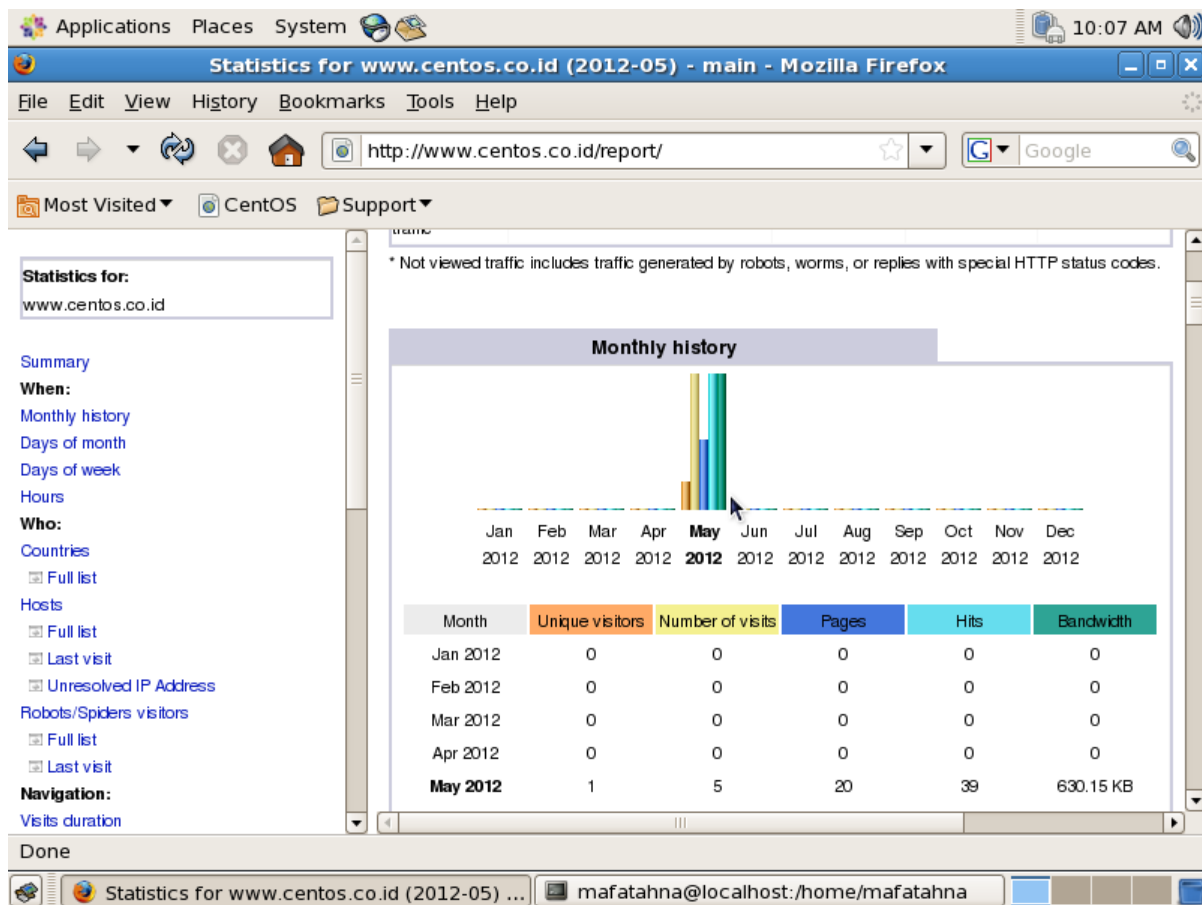 Applications Places System 10:07 AM
Statistics for www.centos.co.id (2012-05) - main - Mozilla Firefox
File Edit View History Bookmarks Tools Help
http://www.centos.co.id/report/ G Google
Most Visited CentOS Support
Statistics for:
www.centos.co.id
Summary
When:
Monthly history
Days of month
Days of week
Hours
Who:
Countries
Full list
Hosts
Full list
Last visit
Unresolved IP Address
Robots/Spiders visitors
Full list
Last visit
Navigation:
Visits duration
traffic
* Not viewed traffic includes traffic generated by robots, worms, or replies with special HTTP status codes.
Monthly history
Jan Feb Mar Apr May Jun Jul Aug Sep Oct Nov Dec
2012 2012 2012 2012 2012 2012 2012 2012 2012 2012 2012 2012
Month Unique visitors Number of visits Pages Hits Bandwidth
Jan 2012 0 0 0 0 0
Feb 2012 0 0 0 0 0
Mar 2012 0 0 0 0 0
Apr 2012 0 0 0 0 0
May 2012 1 5 20 39 630.15 KB
Done
Statistics for www.centos.co.id (2012-05) ... mafatahna@localhost:/home/mafatahna